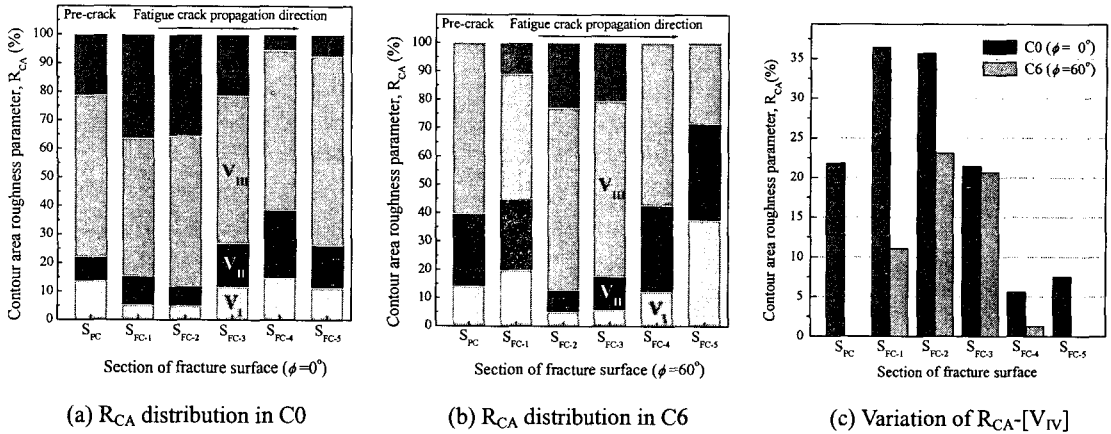 Pre-crack Fatigue crack propagation direction
Contour area roughness parameter, R_CA (%)
100
90
80
70
60
50
40
30
20
10
0
V_III
V_II
V_I
S_PC S_FC-1 S_FC-2 S_FC-3 S_FC-4 S_FC-5
Section of fracture surface (ϕ=0°)
(a) R_CA distribution in C0
Pre-crack Fatigue crack propagation direction
Contour area roughness parameter, R_CA (%)
100
90
80
70
60
50
40
30
20
10
0
V_III
V_II
V_I
S_PC S_FC-1 S_FC-2 S_FC-3 S_FC-4 S_FC-5
Section of fracture surface (ϕ=60°)
(b) R_CA distribution in C6
Contour area roughness parameter, R_CA (%)
35
30
25
20
15
10
5
0
C0 (ϕ= 0°)
C6 (ϕ=60°)
S_PC S_FC-1 S_FC-2 S_FC-3 S_FC-4 S_FC-5
Section of fracture surface
(c) Variation of R_CA-[V_IV]